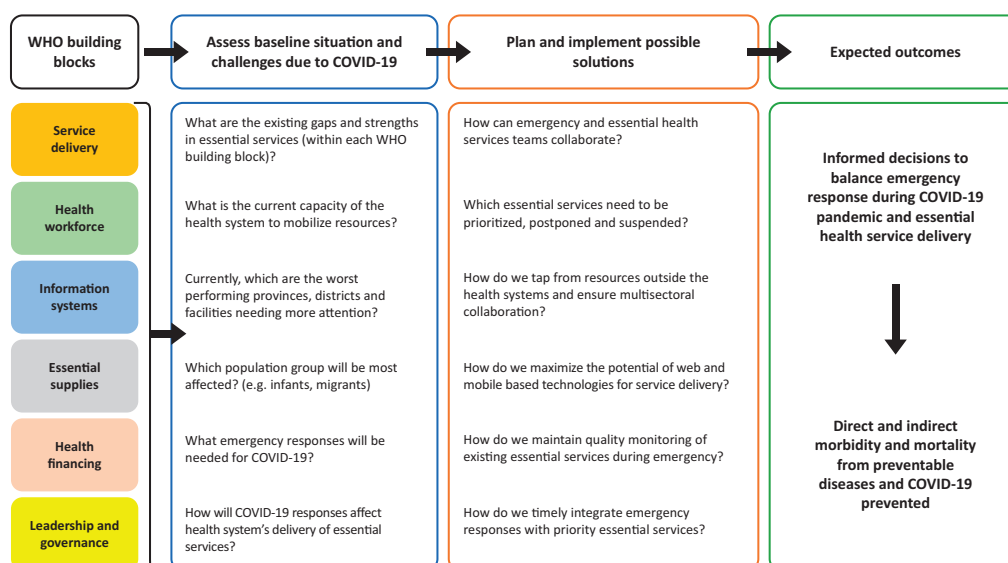 WHO building
blocks
Assess baseline situation and
challenges due to COVID-19
Plan and implement possible
solutions
Expected outcomes
Service
delivery
Health
workforce
Information
systems
Essential
supplies
Health
financing
Leadership and
governance
What are the existing gaps and strengths
in essential services (within each WHO
building block)?
What is the current capacity of the
health system to mobilize resources?
Currently, which are the worst
performing provinces, districts and
facilities needing more attention?
Which population group will be most
affected? (e.g. infants, migrants)
What emergency responses will be
needed for COVID-19?
How will COVID-19 responses affect
health system's delivery of essential
services?
How can emergency and essential health
services teams collaborate?
Which essential services need to be
prioritized, postponed and suspended?
How do we tap from resources outside the
health systems and ensure multisectoral
collaboration?
How do we maximize the potential of web and
mobile based technologies for service delivery?
How do we maintain quality monitoring of
existing essential services during emergency?
How do we timely integrate emergency
responses with priority essential services?
Informed decisions to
balance emergency
response during COVID-19
pandemic and essential
health service delivery
Direct and indirect
morbidity and mortality
from preventable
diseases and COVID-19
prevented